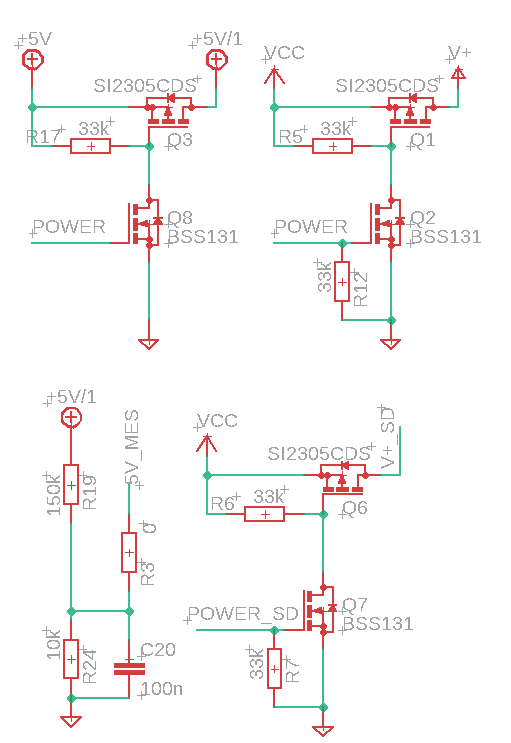 +5V
+5V/1
SI2305CDS
R17
33k
Q3
POWER
Q8
BSS131
VCC
V+
SI2305CDS
R5
33k
Q1
POWER
Q2
BSS131
33k
R12
+5V/1
5V_MES
150k
R19
0
R3
10k
R24
C20
100n
VCC
V+_SD
SI2305CDS
R6
33k
Q6
POWER_SD
Q7
BSS131
33k
R7